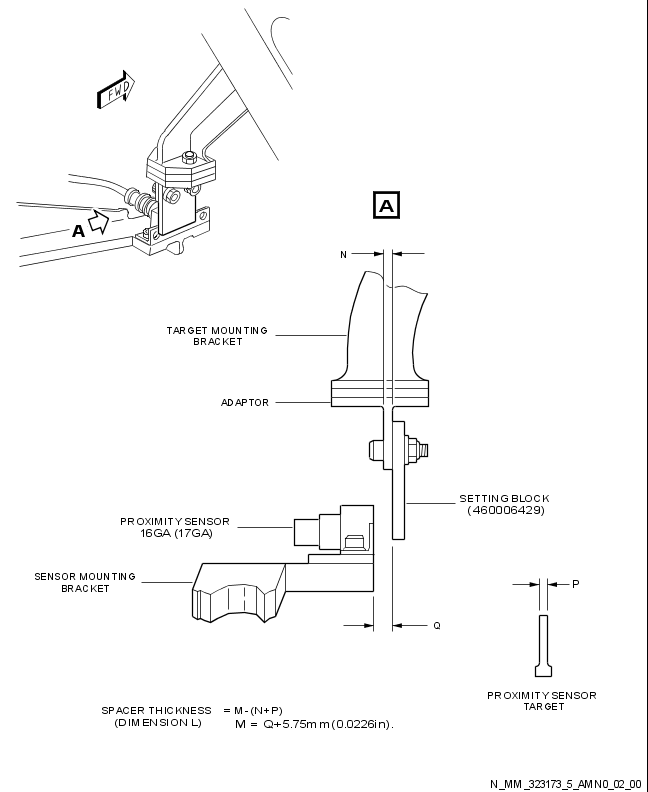 FWD
A
A
N
TARGET MOUNTING
BRACKET
ADAPTOR
SETTING BLOCK
(460006429)
PROXIMITY SENSOR
16GA (17GA)
SENSOR MOUNTING
BRACKET
P
Q
PROXIMITY SENSOR
TARGET
SPACER THICKNESS = M-(N+P)
(DIMENSION L) M = Q+5.75mm(0.0226in).
N_MM_323173_5_AMN0_02_00